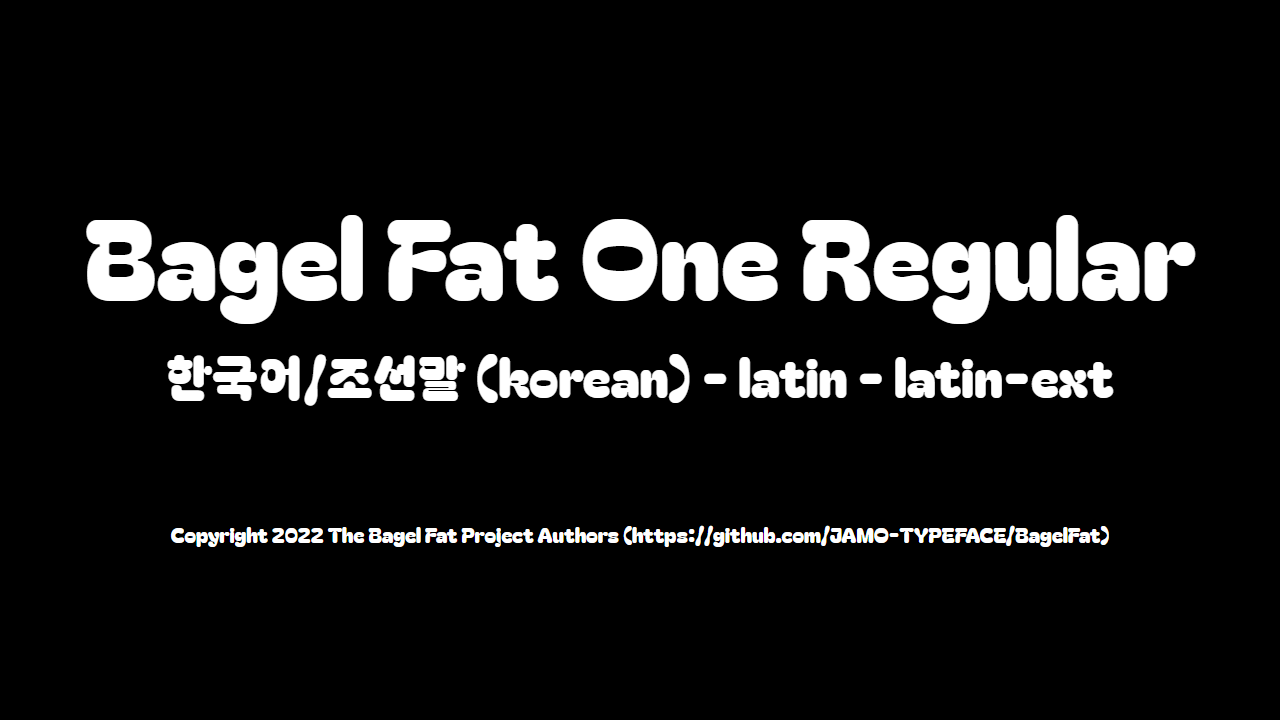 Bagel Fat One Regular
한국어/조선말 (korean) - latin - latin-ext
Copyright 2022 The Bagel Fat Project Authors (https://github.com/JAMO-TYPEFACE/BagelFat)